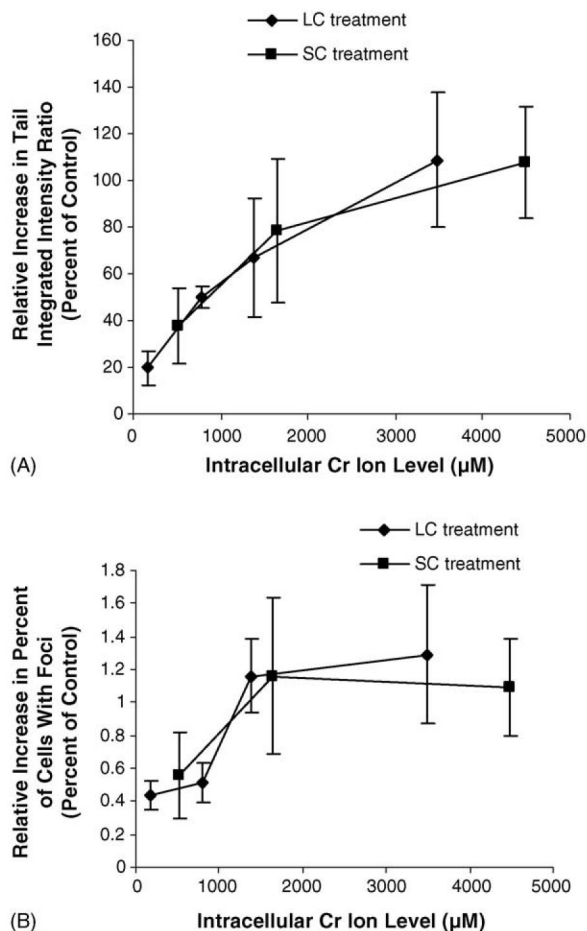 LC treatment
SC treatment
160
140
120
100
80
60
40
20
0
Relative Increase in Tail
Integrated Intensity Ratio
(Percent of Control)
0 1000 2000 3000 4000 5000
(A)
Intracellular Cr Ion Level (µM)
LC treatment
SC treatment
1.8
1.6
1.4
1.2
1
0.8
0.6
0.4
0.2
0
Relative Increase in Percent
of Cells With Foci
(Percent of Control)
0 1000 2000 3000 4000 5000
(B)
Intracellular Cr Ion Level (µM)